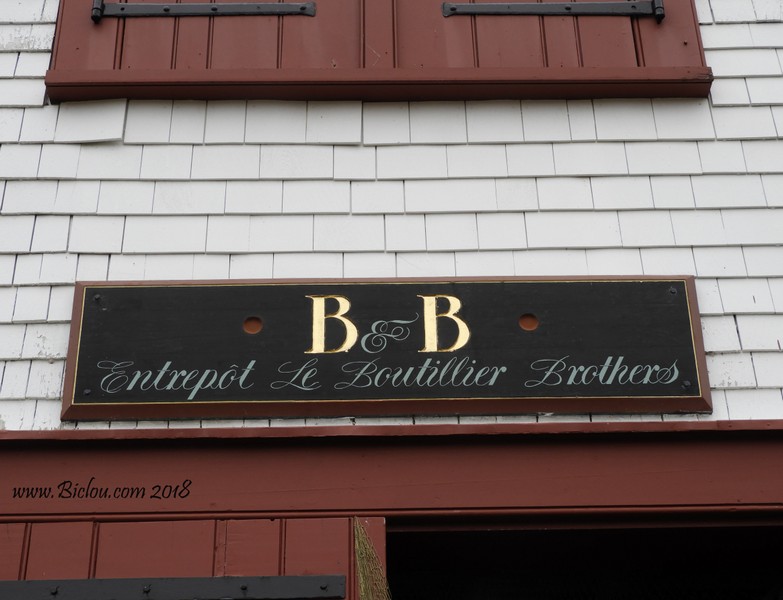 B & B
Entrepôt Le Boutillier Brothers
www.Biclou.com 2018